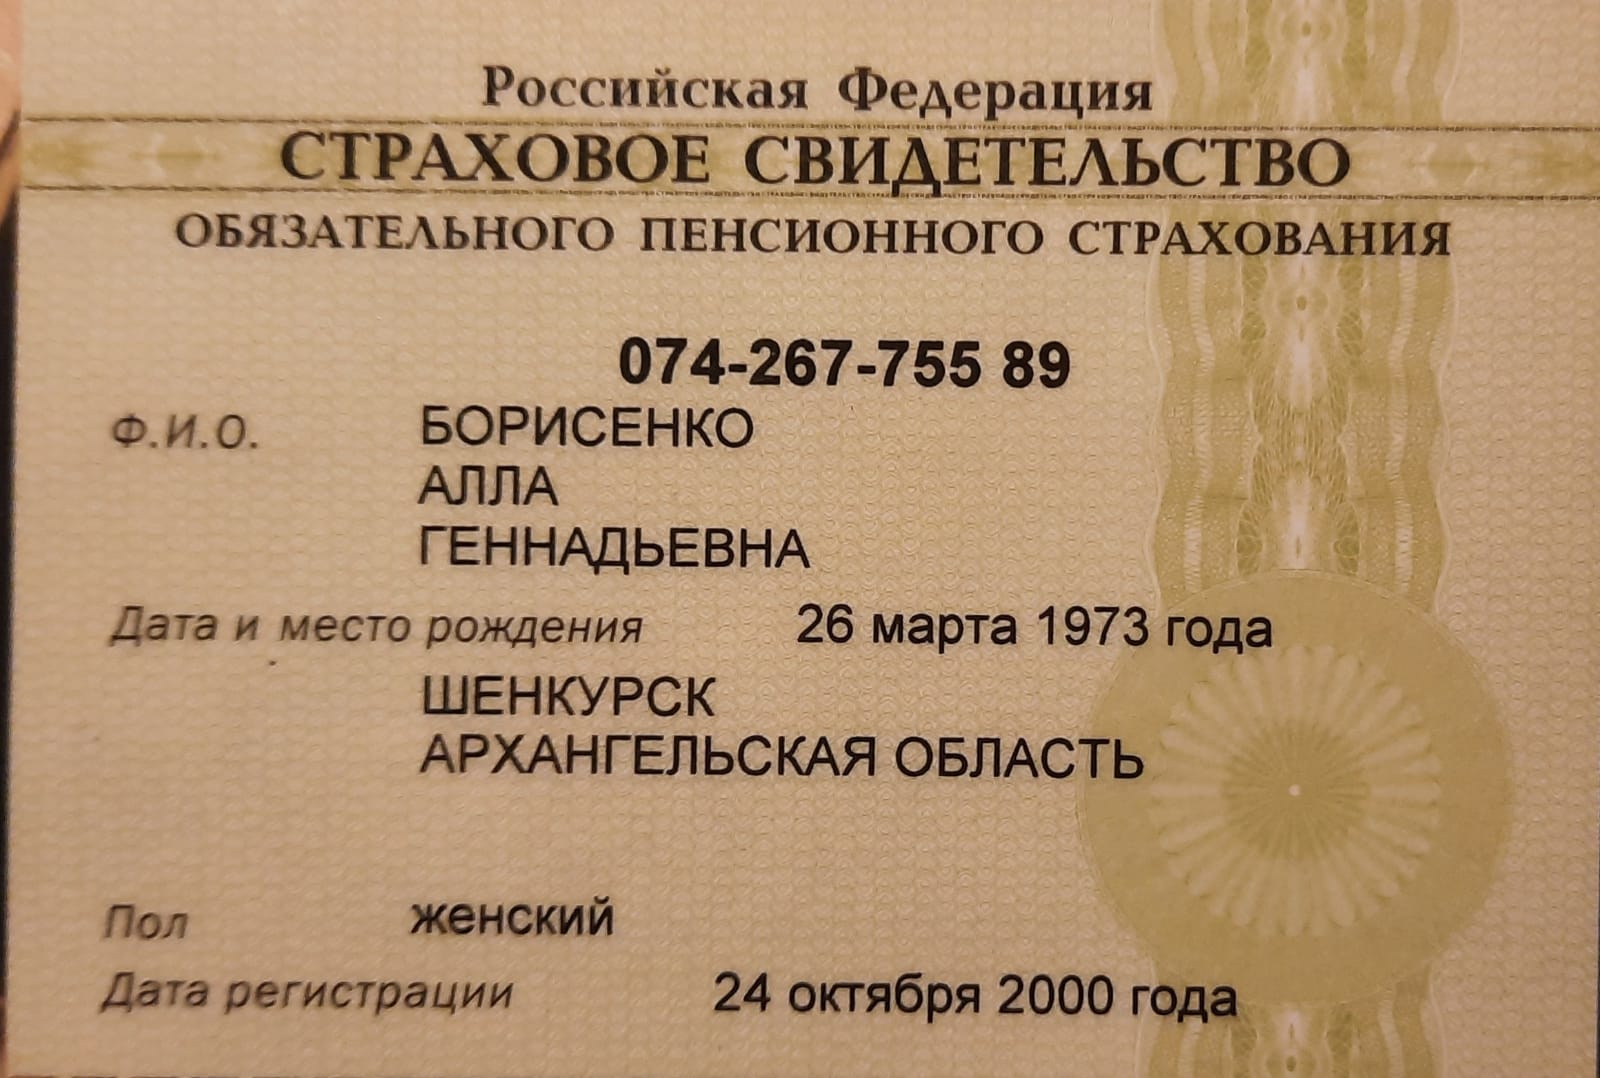 Российская Федерация
СТРАХОВОЕ СВИДЕТЕЛЬСТВО
ОБЯЗАТЕЛЬНОГО ПЕНСИОННОГО СТРАХОВАНИЯ
074-267-755 89
Ф.И.О. БОРИСЕНКО
АЛЛА
ГЕННАДЬЕВНА
Дата и место рождения 26 марта 1973 года
ШЕНКУРСК
АРХАНГЕЛЬСКАЯ ОБЛАСТЬ
Пол женский
Дата регистрации 24 октября 2000 года